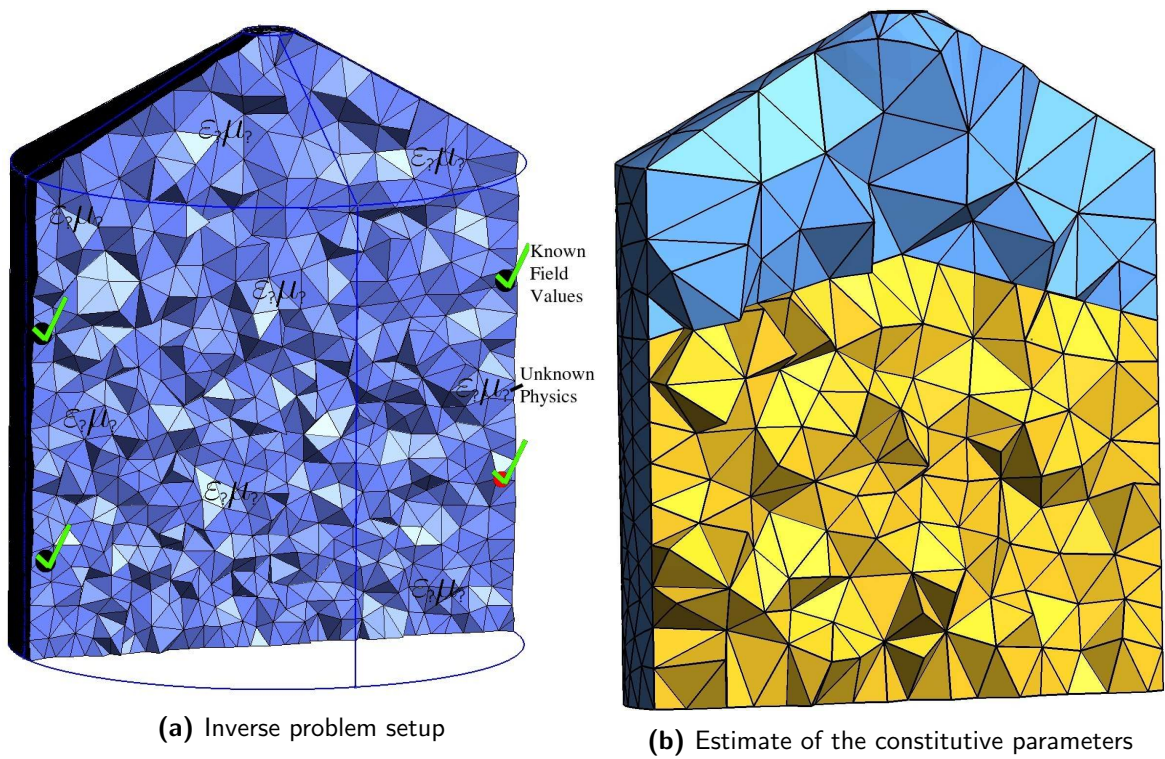 ε?μ?
ε?μ?
ε?μ?
Known
Field
Values
ε?μ?
Unknown
Physics
ε?μ?
ε?μ?
ε?μ?
ε?μ?
(a) Inverse problem setup
(b) Estimate of the constitutive parameters